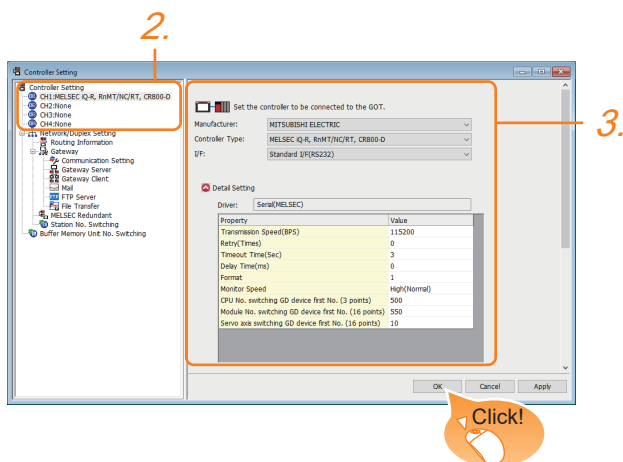 2.
Controller Setting
Controller Setting
CH1:MELSEC iQ-R, RnMT/NC/RT, CR800-D
CH2:None
CH3:None
CH4:None
Network/Duplex Setting
Routing Information
Gateway
Communication Setting
Gateway Server
Gateway Client
Mail
FTP Server
File Transfer
MELSEC Redundant
Station No. Switching
Buffer Memory Unit No. Switching
Set the controller to be connected to the GOT.
Manufacturer: MITSUBISHI ELECTRIC
3.
Controller Type: MELSEC iQ-R, RnMT/NC/RT, CR800-D
I/F: Standard I/F(RS232)
Detail Setting
Driver: Serial(MELSEC)
Property Value
Transmission Speed(BPS) 115200
Retry(Times) 0
Timeout Time(Sec) 3
Delay Time(ms) 0
Format 1
Monitor Speed High(Normal)
CPU No. switching GD device first No. (3 points) 500
Module No. switching GD device first No. (16 points) 550
Servo axis switching GD device first No. (16 points) 10
OK Cancel Apply
Click!